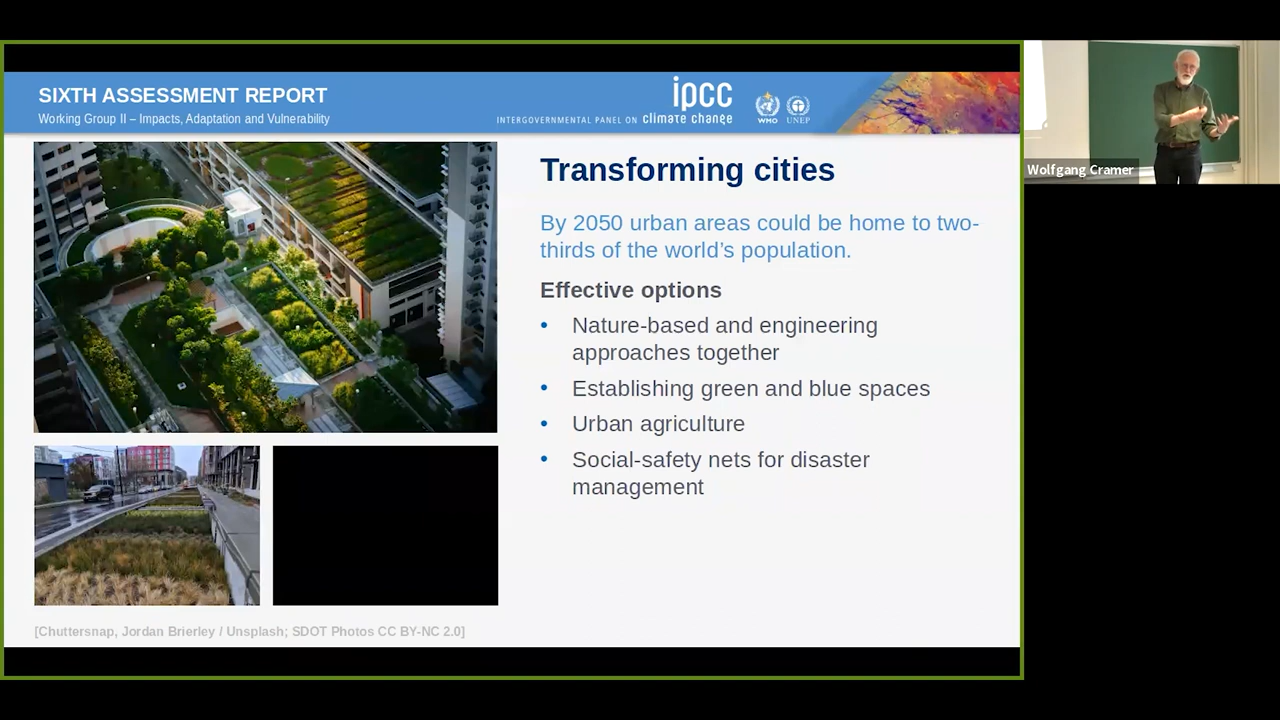 SIXTH ASSESSMENT REPORT
Working Group II – Impacts, Adaptation and Vulnerability
ipcc
INTERGOVERNMENTAL PANEL ON climate change
WMO
UNEP
Wolfgang Cramer
Transforming cities
By 2050 urban areas could be home to two-
thirds of the world’s population.
Effective options
• Nature-based and engineering
approaches together
• Establishing green and blue spaces
• Urban agriculture
• Social-safety nets for disaster
management
[Chuttersnap, Jordan Brierley / Unsplash; SDOT Photos CC BY-NC 2.0]